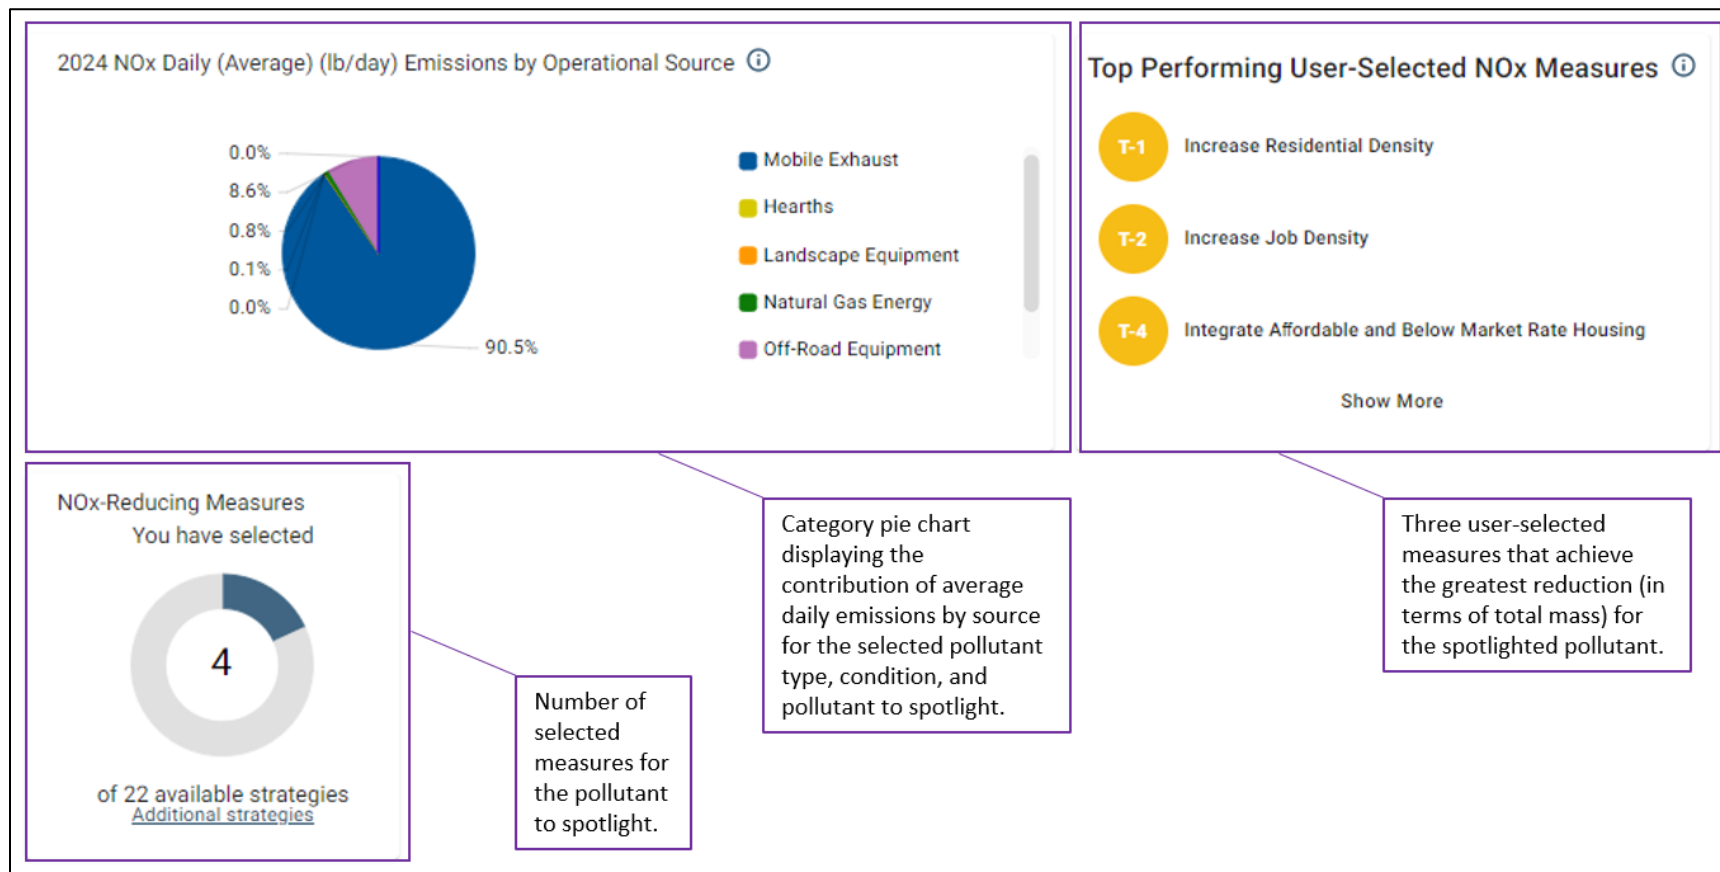 2024 NOx Daily (Average) (lb/day) Emissions by Operational Source
0.0%
8.6%
0.8%
0.1%
0.0%
90.5%
Mobile Exhaust
Hearths
Landscape Equipment
Natural Gas Energy
Off-Road Equipment
Top Performing User-Selected NOx Measures
T-1 Increase Residential Density
T-2 Increase Job Density
T-4 Integrate Affordable and Below Market Rate Housing
Show More
NOx-Reducing Measures
You have selected
4
of 22 available strategies
Additional strategies
Number of
selected
measures for
the pollutant
to spotlight.
Category pie chart
displaying the
contribution of average
daily emissions by source
for the selected pollutant
type, condition, and
pollutant to spotlight.
Three user-selected
measures that achieve
the greatest reduction (in
terms of total mass) for
the spotlighted pollutant.